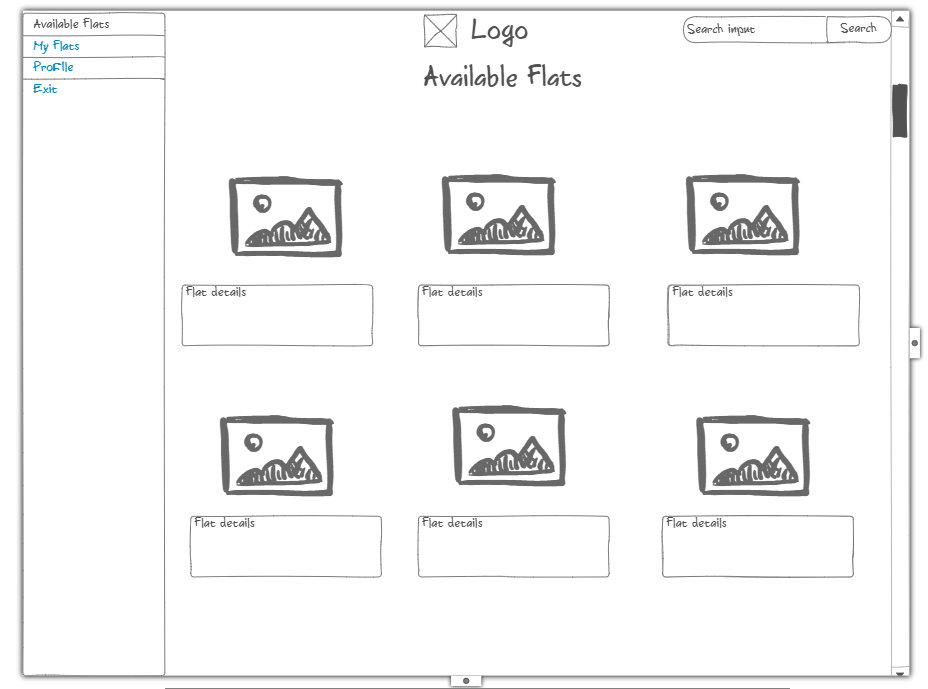 Available Flats
My Flats
Profile
Exit
Logo
Search input
Search
Available Flats
Flat details
Flat details
Flat details
Flat details
Flat details
Flat details